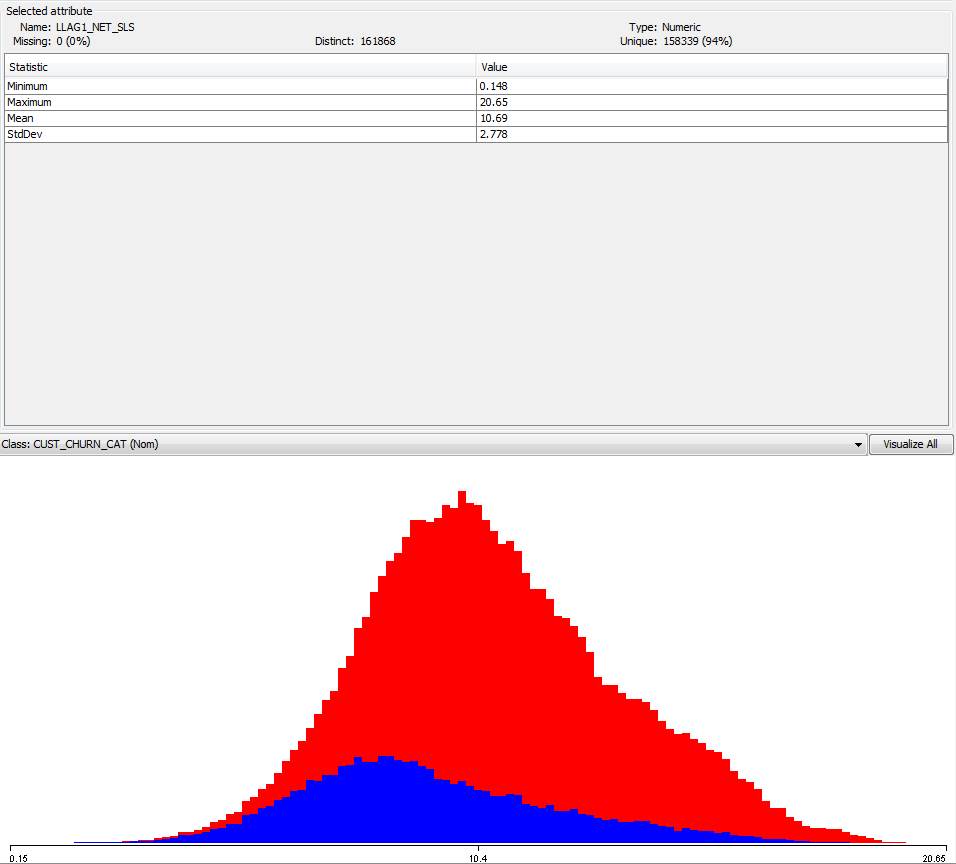 Selected attribute
Name: LLAG1_NET_SLS Type: Numeric
Missing: 0 (0%) Distinct: 161868 Unique: 158339 (94%)
Statistic Value
Minimum 0.148
Maximum 20.65
Mean 10.69
StdDev 2.778
Class: CUST_CHURN_CAT (Nom) Visualize All
0.15 10.4 20.65